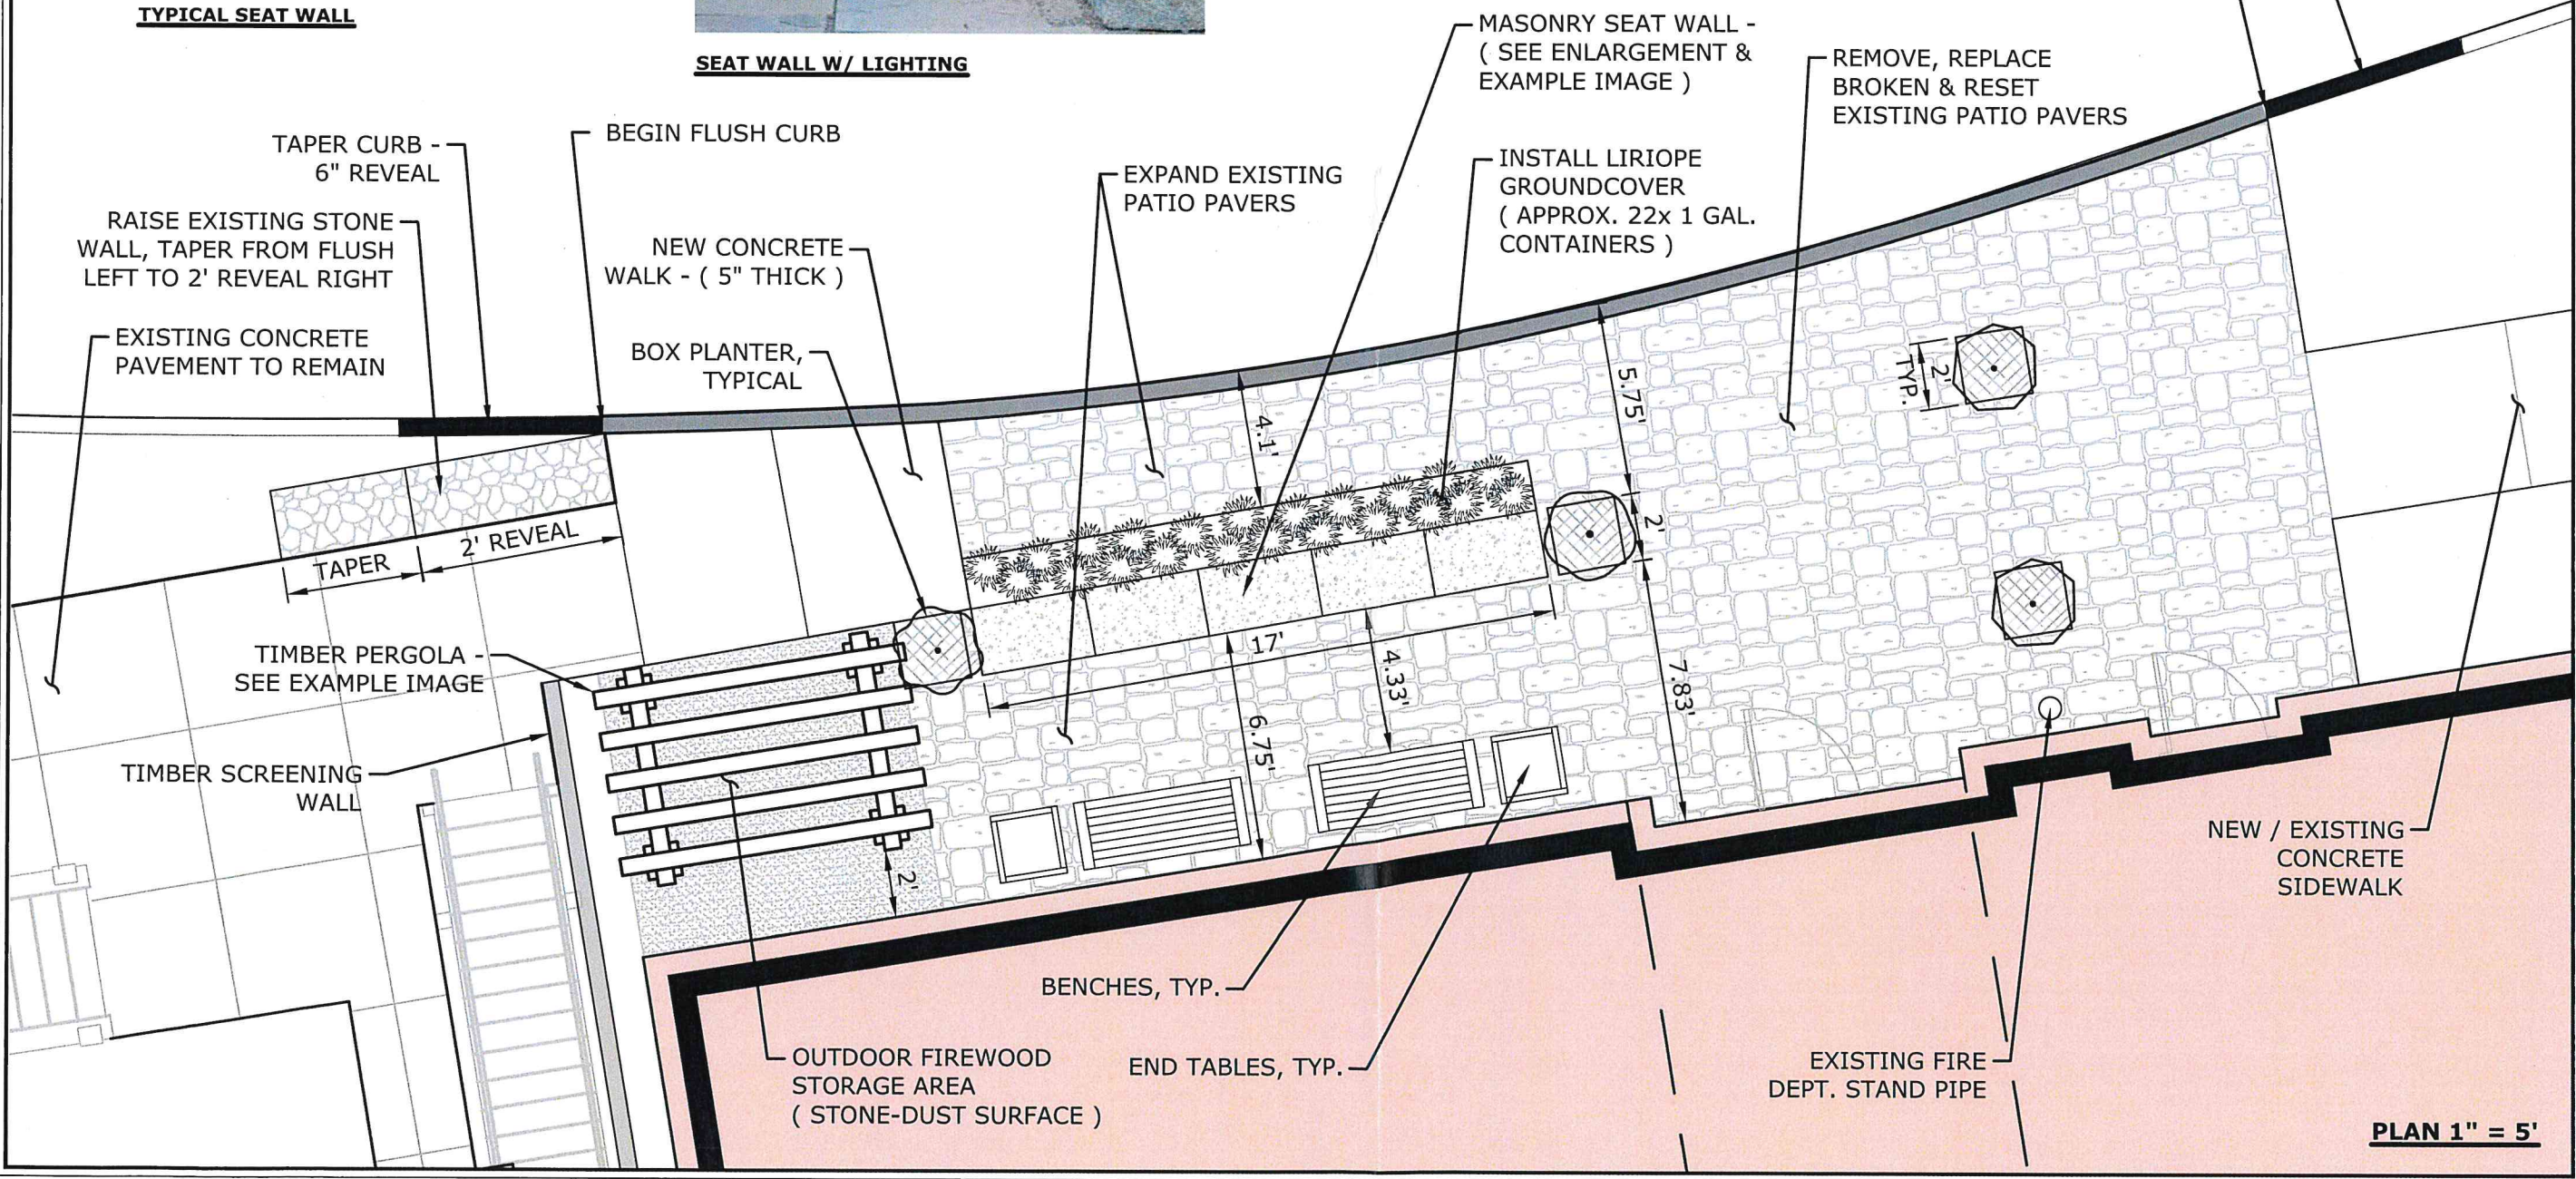 TYPICAL SEAT WALL
SEAT WALL W/ LIGHTING
MASONRY SEAT WALL -
( SEE ENLARGEMENT &
EXAMPLE IMAGE )
REMOVE, REPLACE
BROKEN & RESET
EXISTING PATIO PAVERS
TAPER CURB -
6" REVEAL
BEGIN FLUSH CURB
EXPAND EXISTING
PATIO PAVERS
INSTALL LIRIOPE
GROUNDCOVER
( APPROX. 22x 1 GAL.
CONTAINERS )
RAISE EXISTING STONE
WALL, TAPER FROM FLUSH
LEFT TO 2' REVEAL RIGHT
NEW CONCRETE
WALK - ( 5" THICK )
EXISTING CONCRETE
PAVEMENT TO REMAIN
BOX PLANTER,
TYPICAL
4.1'
5.75'
2'
TYP.
2'
TAPER
2' REVEAL
TIMBER PERGOLA -
SEE EXAMPLE IMAGE
17'
4.33'
6.75'
7.83'
TIMBER SCREENING
WALL
2'
NEW / EXISTING
CONCRETE
SIDEWALK
BENCHES, TYP.
OUTDOOR FIREWOOD
STORAGE AREA
( STONE-DUST SURFACE )
END TABLES, TYP.
EXISTING FIRE
DEPT. STAND PIPE
PLAN 1" = 5'